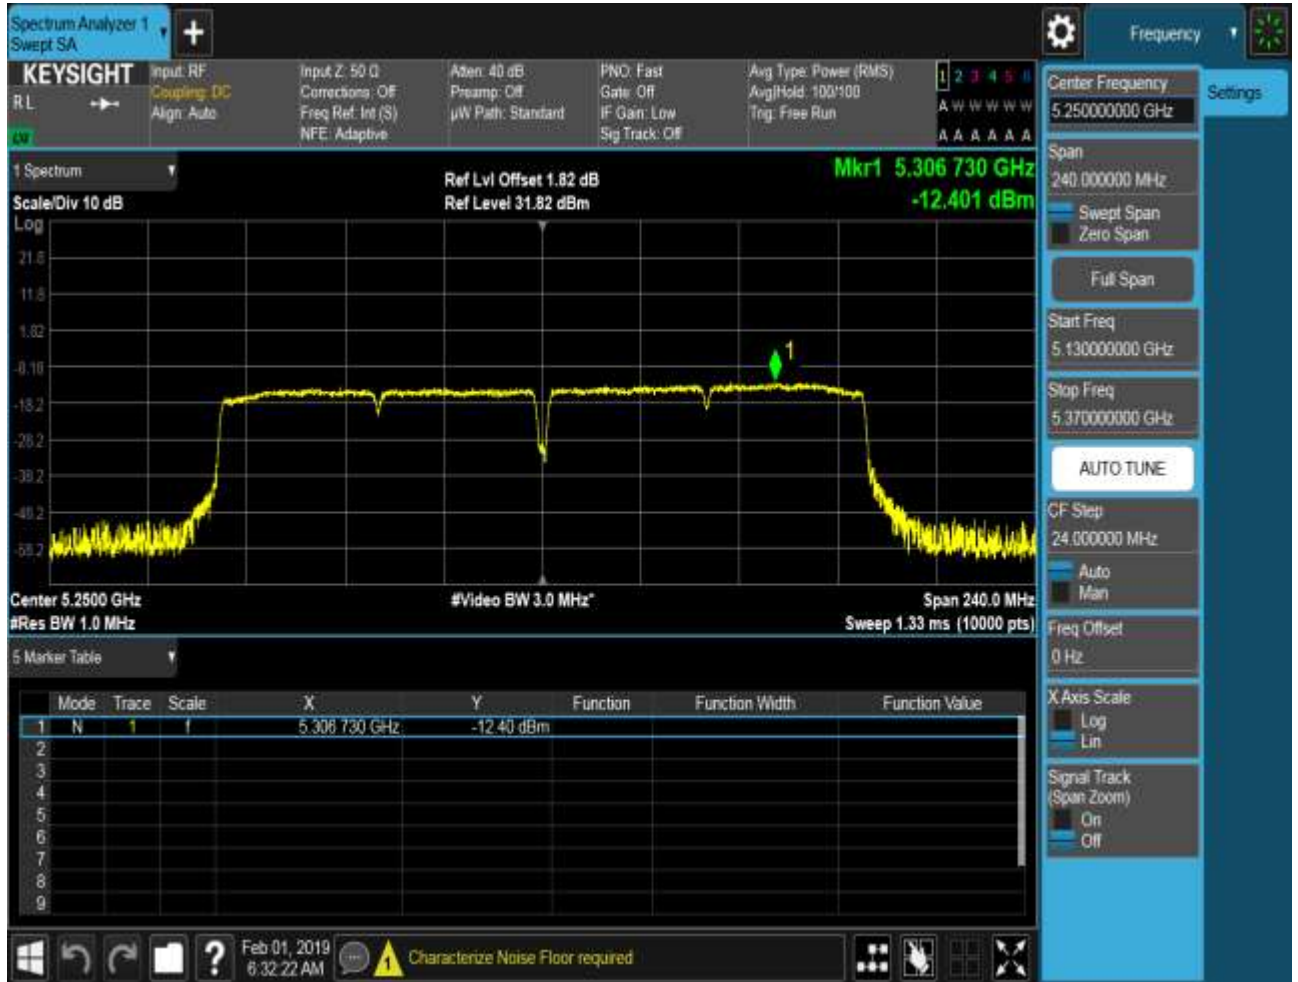 Spectrum Analyzer 1
Swept SA
+
Frequency
KEYSIGHT
Input: RF
Coupling: DC
Align: Auto
Input Z: 50 Ω
Corrections: Off
Freq Ref: Int (S)
NFE: Adaptive
Atten: 40 dB
Preamp: Off
µW Path: Standard
PNO: Fast
Gate: Off
IF Gain: Low
Sig Track: Off
Avg Type: Power (RMS)
Avg|Hold: 100/100
Trig: Free Run
1 2 3 4 5 6
A W W W W W
A A A A A A
R L
Center Frequency
5.250000000 GHz
Settings
Span
240.000000 MHz
Swept Span
Zero Span
Full Span
Start Freq
5.130000000 GHz
Stop Freq
5.370000000 GHz
AUTO TUNE
CF Step
24.000000 MHz
Auto
Man
Freq Offset
0 Hz
X Axis Scale
Log
Lin
Signal Track
(Span Zoom)
On
Off
1 Spectrum
Scale/Div 10 dB
Ref Lvl Offset 1.82 dB
Ref Level 31.82 dBm
Mkr1 5.306 730 GHz
-12.401 dBm
Log
21.8
11.8
1.82
-8.18
-18.2
-28.2
-38.2
-48.2
-58.2
1
Center 5.2500 GHz
#Video BW 3.0 MHz*
Span 240.0 MHz
#Res BW 1.0 MHz
Sweep 1.33 ms (10000 pts)
5 Marker Table
Mode Trace Scale X Y Function Function Width Function Value
1 N 1 f 5.306 730 GHz -12.40 dBm
2
3
4
5
6
7
8
9
?
Feb 01, 2019
6:32:22 AM
1
Characterize Noise Floor required